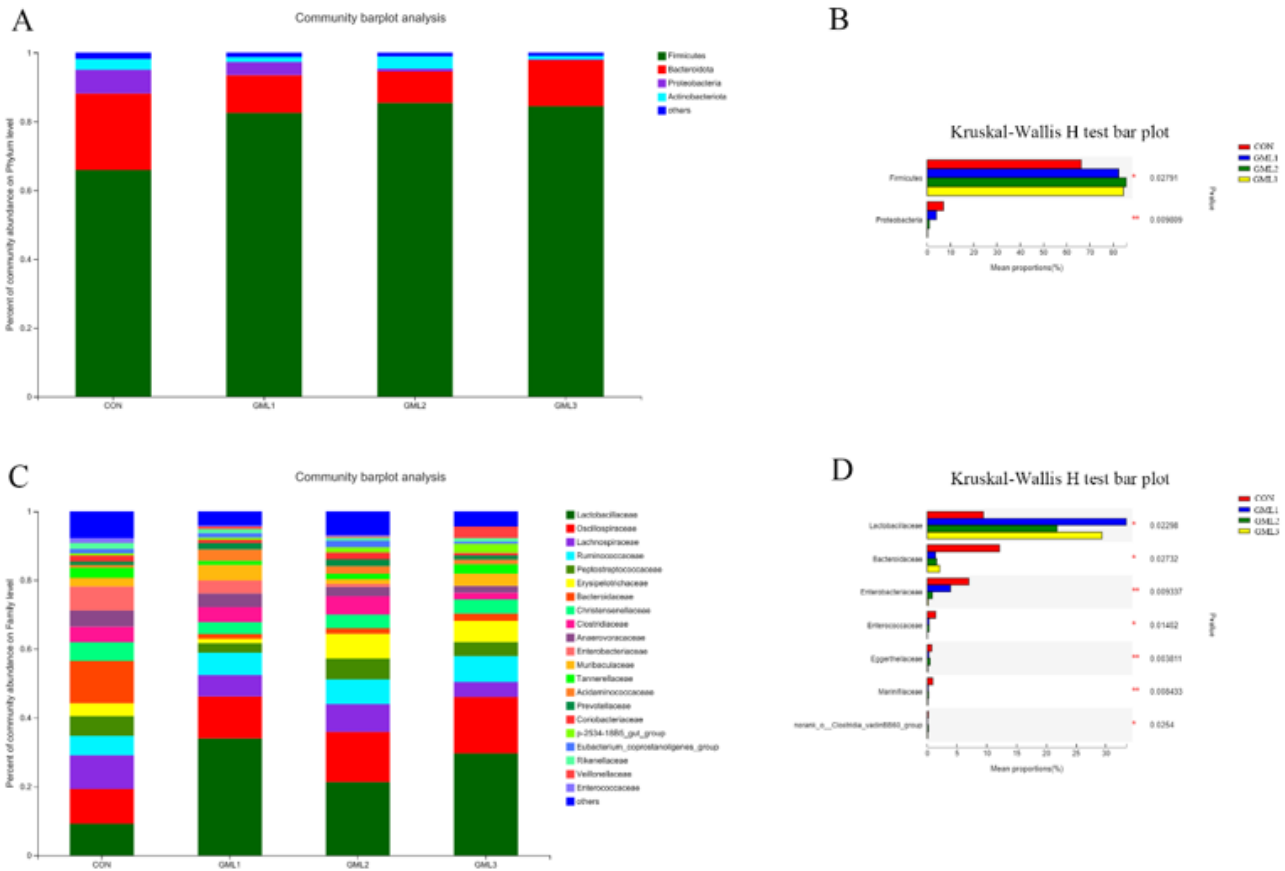 A
Community barplot analysis
Percent of community abundance on Phylum level
1
0.8
0.6
0.4
0.2
0
CON
GML1
GML2
GML3
Firmicutes
Bacteroidota
Proteobacteria
Actinobacteriota
others
B
Kruskal-Wallis H test bar plot
Firmicutes
Proteobacteria
* 0.02791
** 0.009809
0 10 20 30 40 50 60 70 80
Mean proportions(%)
Pvalue
CON
GML1
GML2
GML3
C
Community barplot analysis
Percent of community abundance on Family level
1
0.8
0.6
0.4
0.2
0
CON
GML1
GML2
GML3
Lactobacillaceae
Oscillospiraceae
Lachnospiraceae
Ruminococcaceae
Peptostreptococcaceae
Erysipelotrichaceae
Bacteroidaceae
Christensenellaceae
Clostridiaceae
Anaerovoracaceae
Enterobacteriaceae
Muribaculaceae
Tannerellaceae
Acidaminococcaceae
Prevotellaceae
Coriobacteriaceae
p-2534-18B5_gut_group
Eubacterium_coprostanoligenes_group
Rikenellaceae
Veillonellaceae
Enterococcaceae
others
D
Kruskal-Wallis H test bar plot
Lactobacillaceae
Bacteroidaceae
Enterobacteriaceae
Enterococcaceae
Eggerthellaceae
Marinifilaceae
norank_o__Clostridia_vadinBB60_group
* 0.02298
* 0.02732
** 0.009337
* 0.01402
** 0.003811
** 0.008433
* 0.0254
0 5 10 15 20 25 30
Mean proportions(%)
Pvalue
CON
GML1
GML2
GML3